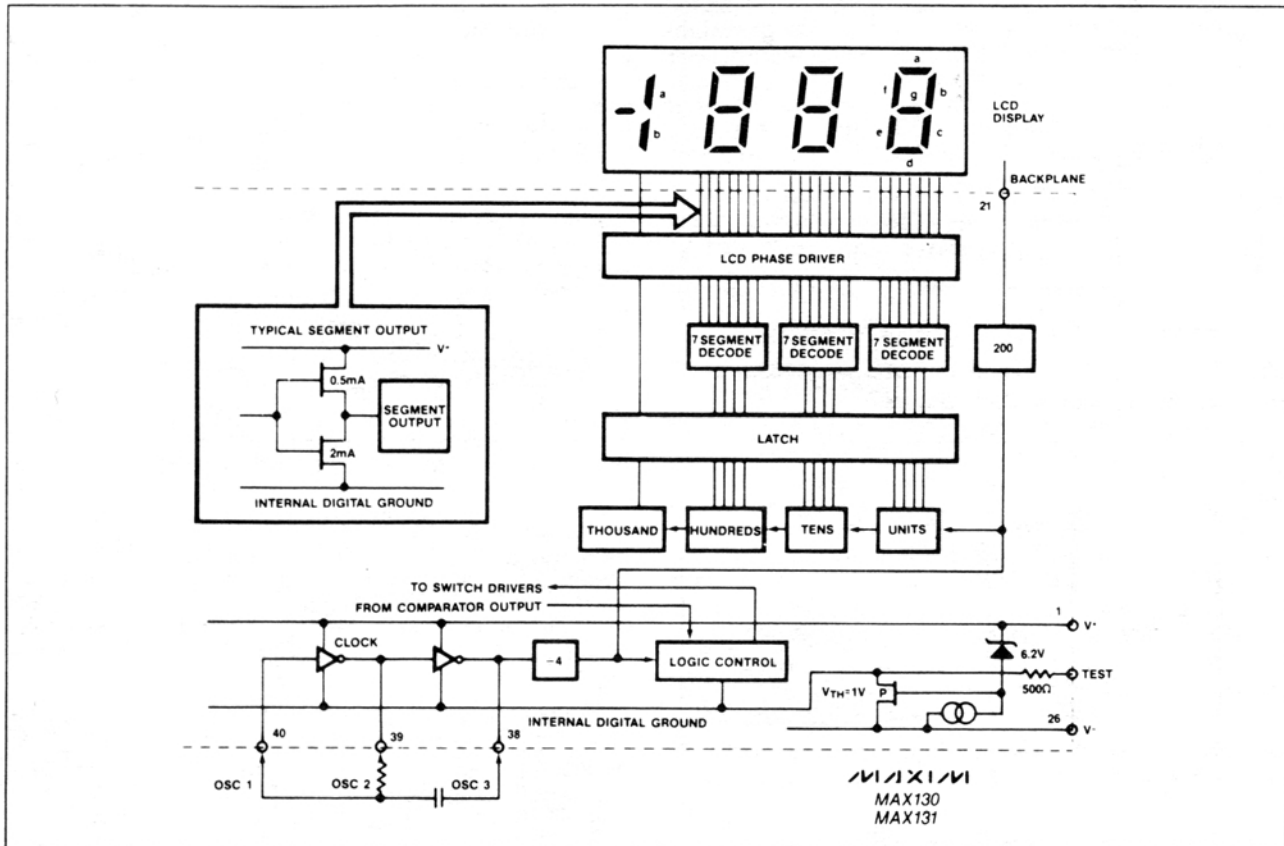 a
a
f
g
b
b
e
c
d
LCD
DISPLAY
BACKPLANE
21
LCD PHASE DRIVER
TYPICAL SEGMENT OUTPUT
V+
0.5mA
SEGMENT
OUTPUT
2mA
INTERNAL DIGITAL GROUND
7 SEGMENT
DECODE
7 SEGMENT
DECODE
7 SEGMENT
DECODE
200
LATCH
THOUSAND
HUNDREDS
TENS
UNITS
TO SWITCH DRIVERS
FROM COMPARATOR OUTPUT
1
V+
CLOCK
6.2V
-4
LOGIC CONTROL
TEST
500Ω
VTH=1V
P
INTERNAL DIGITAL GROUND
26
V-
40
39
38
OSC 1
OSC 2
OSC 3
MAXIM
MAX130
MAX131